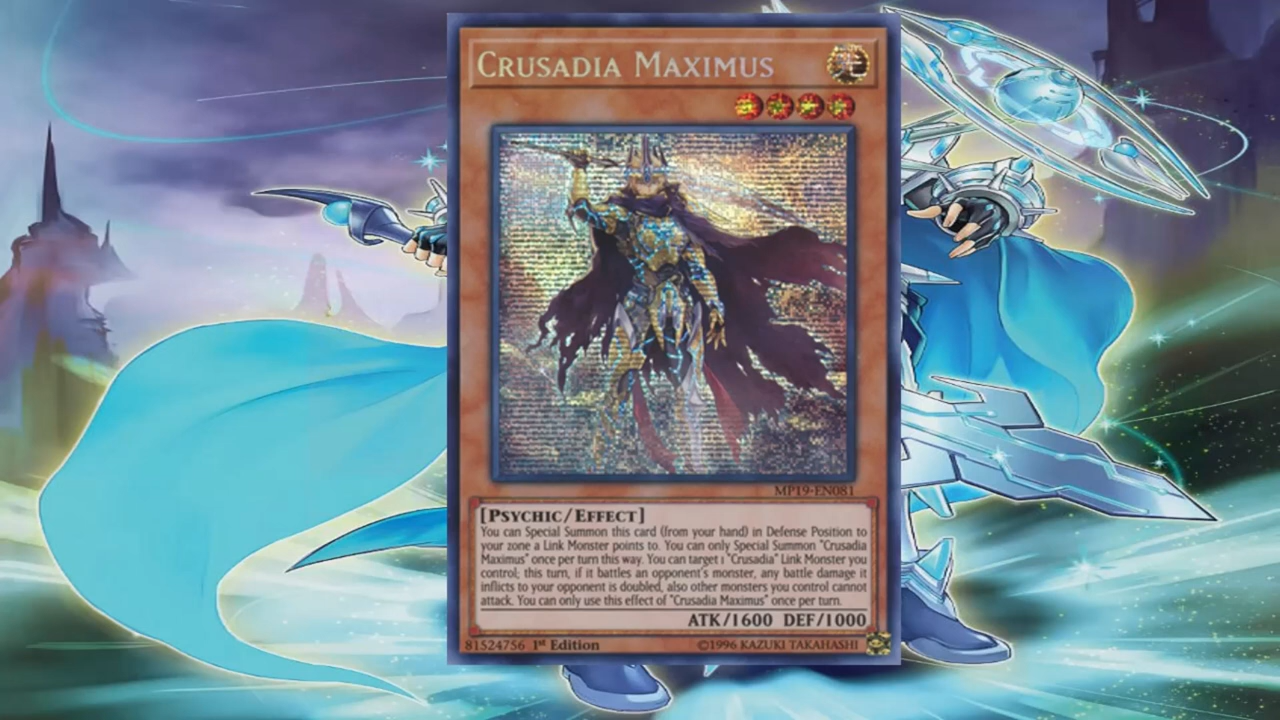 CRUSADIA MAXIMUS
MP19-EN081
[PSYCHIC/EFFECT]
You can Special Summon this card (from your hand) in Defense Position to
your zone a Link Monster points to. You can only Special Summon "Crusadia
Maximus" once per turn this way. You can target 1 "Crusadia" Link Monster you
control; this turn, if it battles an opponent's monster, any battle damage it
inflicts to your opponent is doubled, also other monsters you control cannot
attack. You can only use this effect of "Crusadia Maximus" once per turn.
ATK/1600 DEF/1000
81524756 1st Edition ©1996 KAZUKI TAKAHASHI